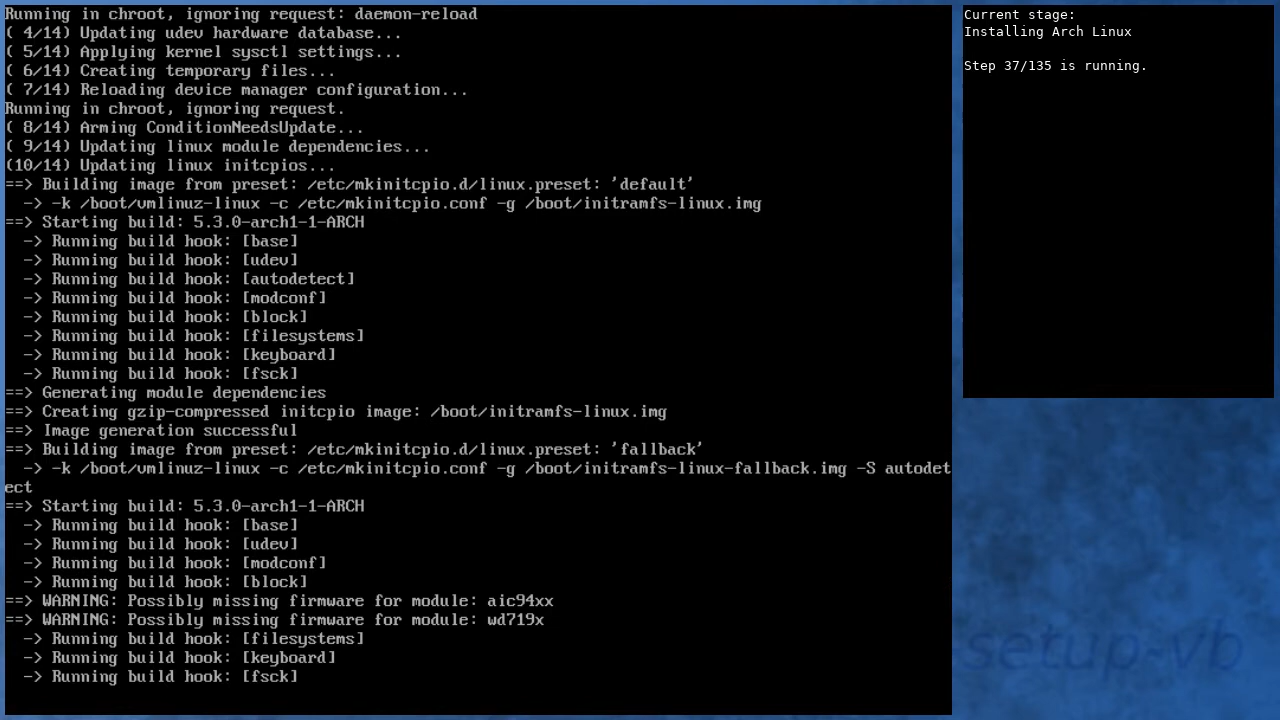 Running in chroot, ignoring request: daemon-reload
( 4/14) Updating udev hardware database...
( 5/14) Applying kernel sysctl settings...
( 6/14) Creating temporary files...
( 7/14) Reloading device manager configuration...
Running in chroot, ignoring request.
( 8/14) Arming ConditionNeedsUpdate...
( 9/14) Updating linux module dependencies...
(10/14) Updating linux initcpios...
==> Building image from preset: /etc/mkinitcpio.d/linux.preset: 'default'
  -> -k /boot/vmlinuz-linux -c /etc/mkinitcpio.conf -g /boot/initramfs-linux.img
==> Starting build: 5.3.0-arch1-1-ARCH
  -> Running build hook: [base]
  -> Running build hook: [udev]
  -> Running build hook: [autodetect]
  -> Running build hook: [modconf]
  -> Running build hook: [block]
  -> Running build hook: [filesystems]
  -> Running build hook: [keyboard]
  -> Running build hook: [fsck]
==> Generating module dependencies
==> Creating gzip-compressed initcpio image: /boot/initramfs-linux.img
==> Image generation successful
==> Building image from preset: /etc/mkinitcpio.d/linux.preset: 'fallback'
  -> -k /boot/vmlinuz-linux -c /etc/mkinitcpio.conf -g /boot/initramfs-linux-fallback.img -S autodet
ect
==> Starting build: 5.3.0-arch1-1-ARCH
  -> Running build hook: [base]
  -> Running build hook: [udev]
  -> Running build hook: [modconf]
  -> Running build hook: [block]
==> WARNING: Possibly missing firmware for module: aic94xx
==> WARNING: Possibly missing firmware for module: wd719x
  -> Running build hook: [filesystems]
  -> Running build hook: [keyboard]
  -> Running build hook: [fsck]
Current stage:
Installing Arch Linux
Step 37/135 is running.
setup-vb